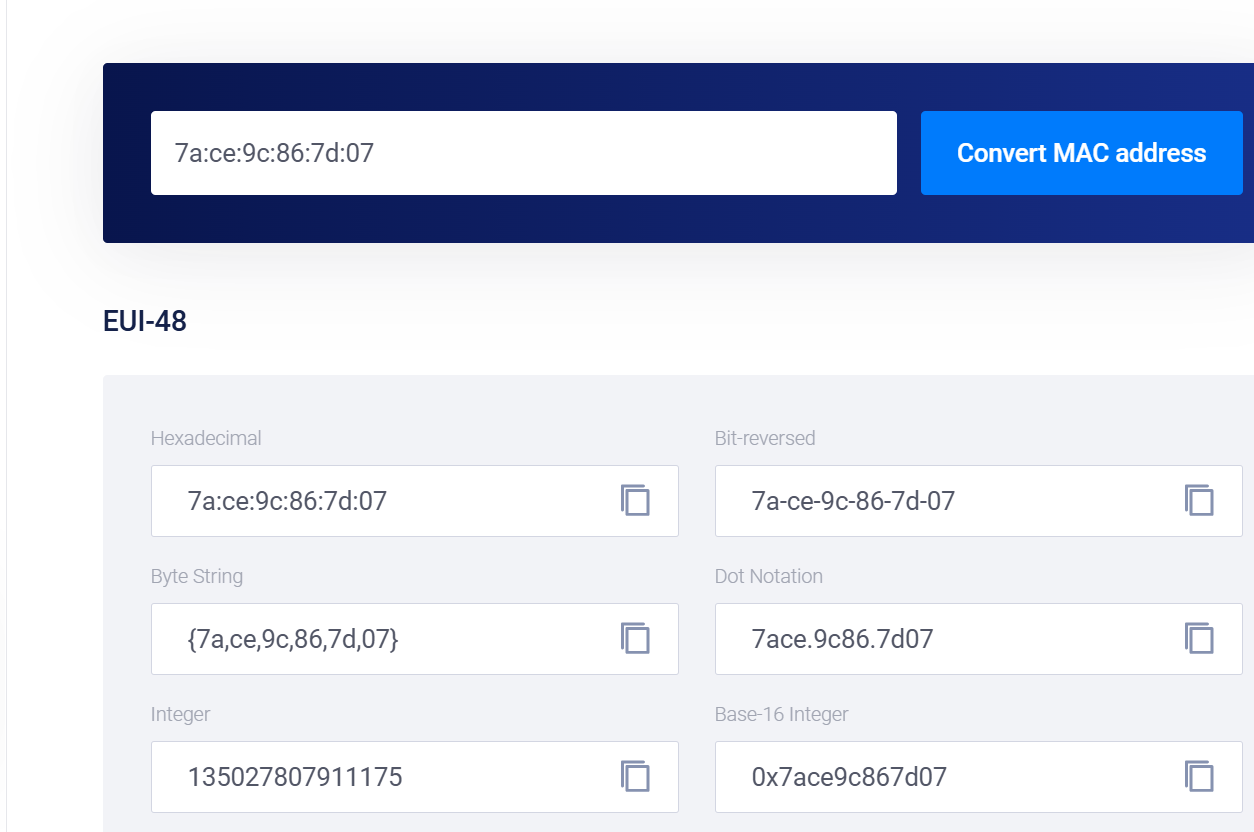 7a:ce:9c:86:7d:07
Convert MAC address
EUI-48
Hexadecimal
Bit-reversed
7a:ce:9c:86:7d:07
7a-ce-9c-86-7d-07
Byte String
Dot Notation
{7a,ce,9c,86,7d,07}
7ace.9c86.7d07
Integer
Base-16 Integer
135027807911175
0x7ace9c867d07